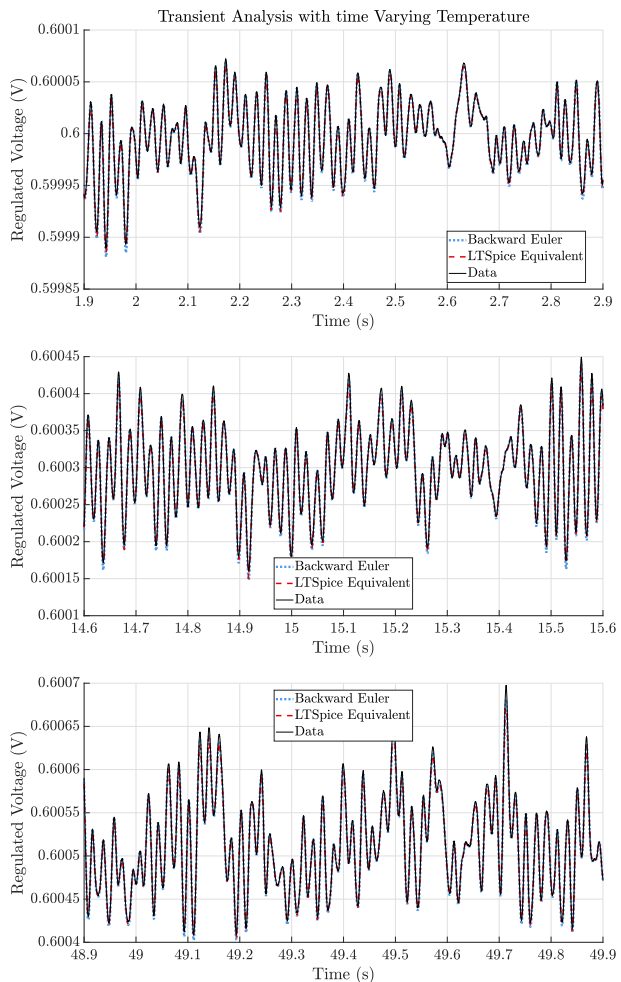 Transient Analysis with time Varying Temperature
0.6001
0.60005
0.6
0.59995
0.5999
0.59985
Regulated Voltage (V)
Backward Euler
LTSpice Equivalent
Data
1.9 2 2.1 2.2 2.3 2.4 2.5 2.6 2.7 2.8 2.9
Time (s)
0.60045
0.6004
0.60035
0.6003
0.60025
0.6002
0.60015
0.6001
Regulated Voltage (V)
Backward Euler
LTSpice Equivalent
Data
14.6 14.7 14.8 14.9 15 15.1 15.2 15.3 15.4 15.5 15.6
Time (s)
0.6007
0.60065
0.6006
0.60055
0.6005
0.60045
0.6004
Regulated Voltage (V)
Backward Euler
LTSpice Equivalent
Data
48.9 49 49.1 49.2 49.3 49.4 49.5 49.6 49.7 49.8 49.9
Time (s)